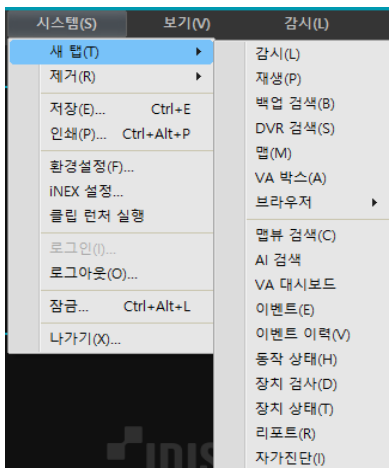 시스템(S) 보기(V) 감시(L)
새 탭(T)
제거(R)
저장(E)... Ctrl+E
인쇄(P)... Ctrl+Alt+P
환경설정(F)...
iNEX 설정...
클립 런처 실행
로그인(I)...
로그아웃(O)...
잠금... Ctrl+Alt+L
나가기(X)...
감시(L)
재생(P)
백업 검색(B)
DVR 검색(S)
맵(M)
VA 박스(A)
브라우저
맵뷰 검색(C)
AI 검색
VA 대시보드
이벤트(E)
이벤트 이력(V)
동작 상태(H)
장치 검사(D)
장치 상태(T)
리포트(R)
자가진단(I)